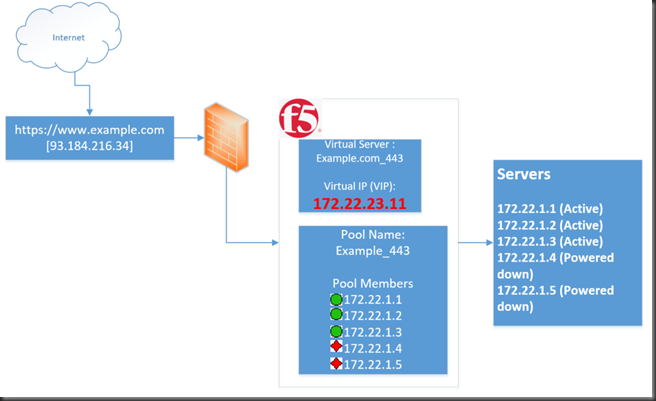 Internet
https://www.example.com
[93.184.216.34]
f5
Virtual Server :
Example.com_443
Virtual IP (VIP):
172.22.23.11
Pool Name:
Example_443
Pool Members
172.22.1.1
172.22.1.2
172.22.1.3
172.22.1.4
172.22.1.5
Servers
172.22.1.1 (Active)
172.22.1.2 (Active)
172.22.1.3 (Active)
172.22.1.4 (Powered
down)
172.22.1.5 (Powered
down)